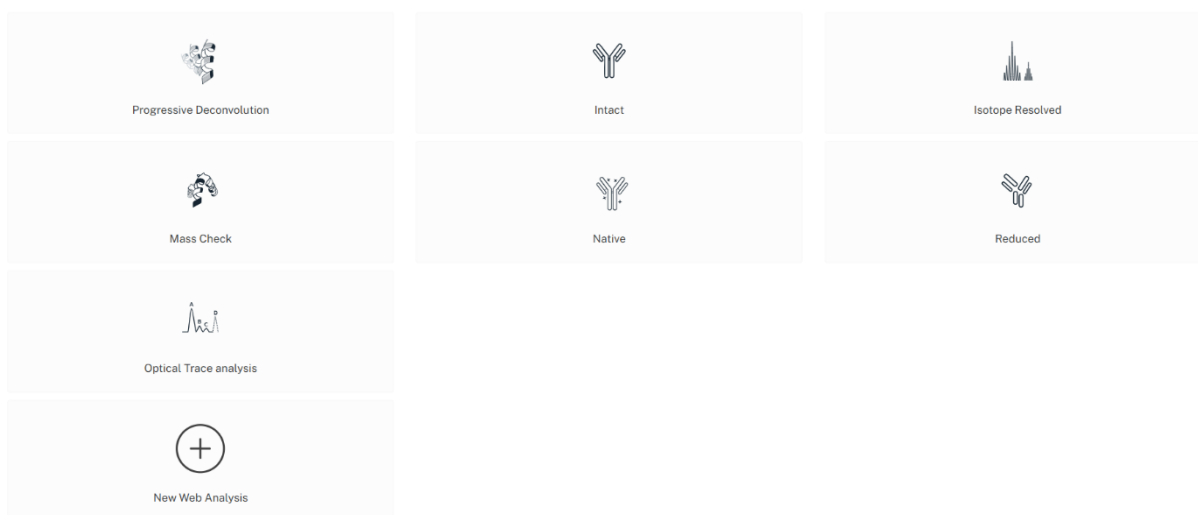 Progressive Deconvolution
Intact
Isotope Resolved
Mass Check
Native
Reduced
A
B C D
Optical Trace analysis
New Web Analysis